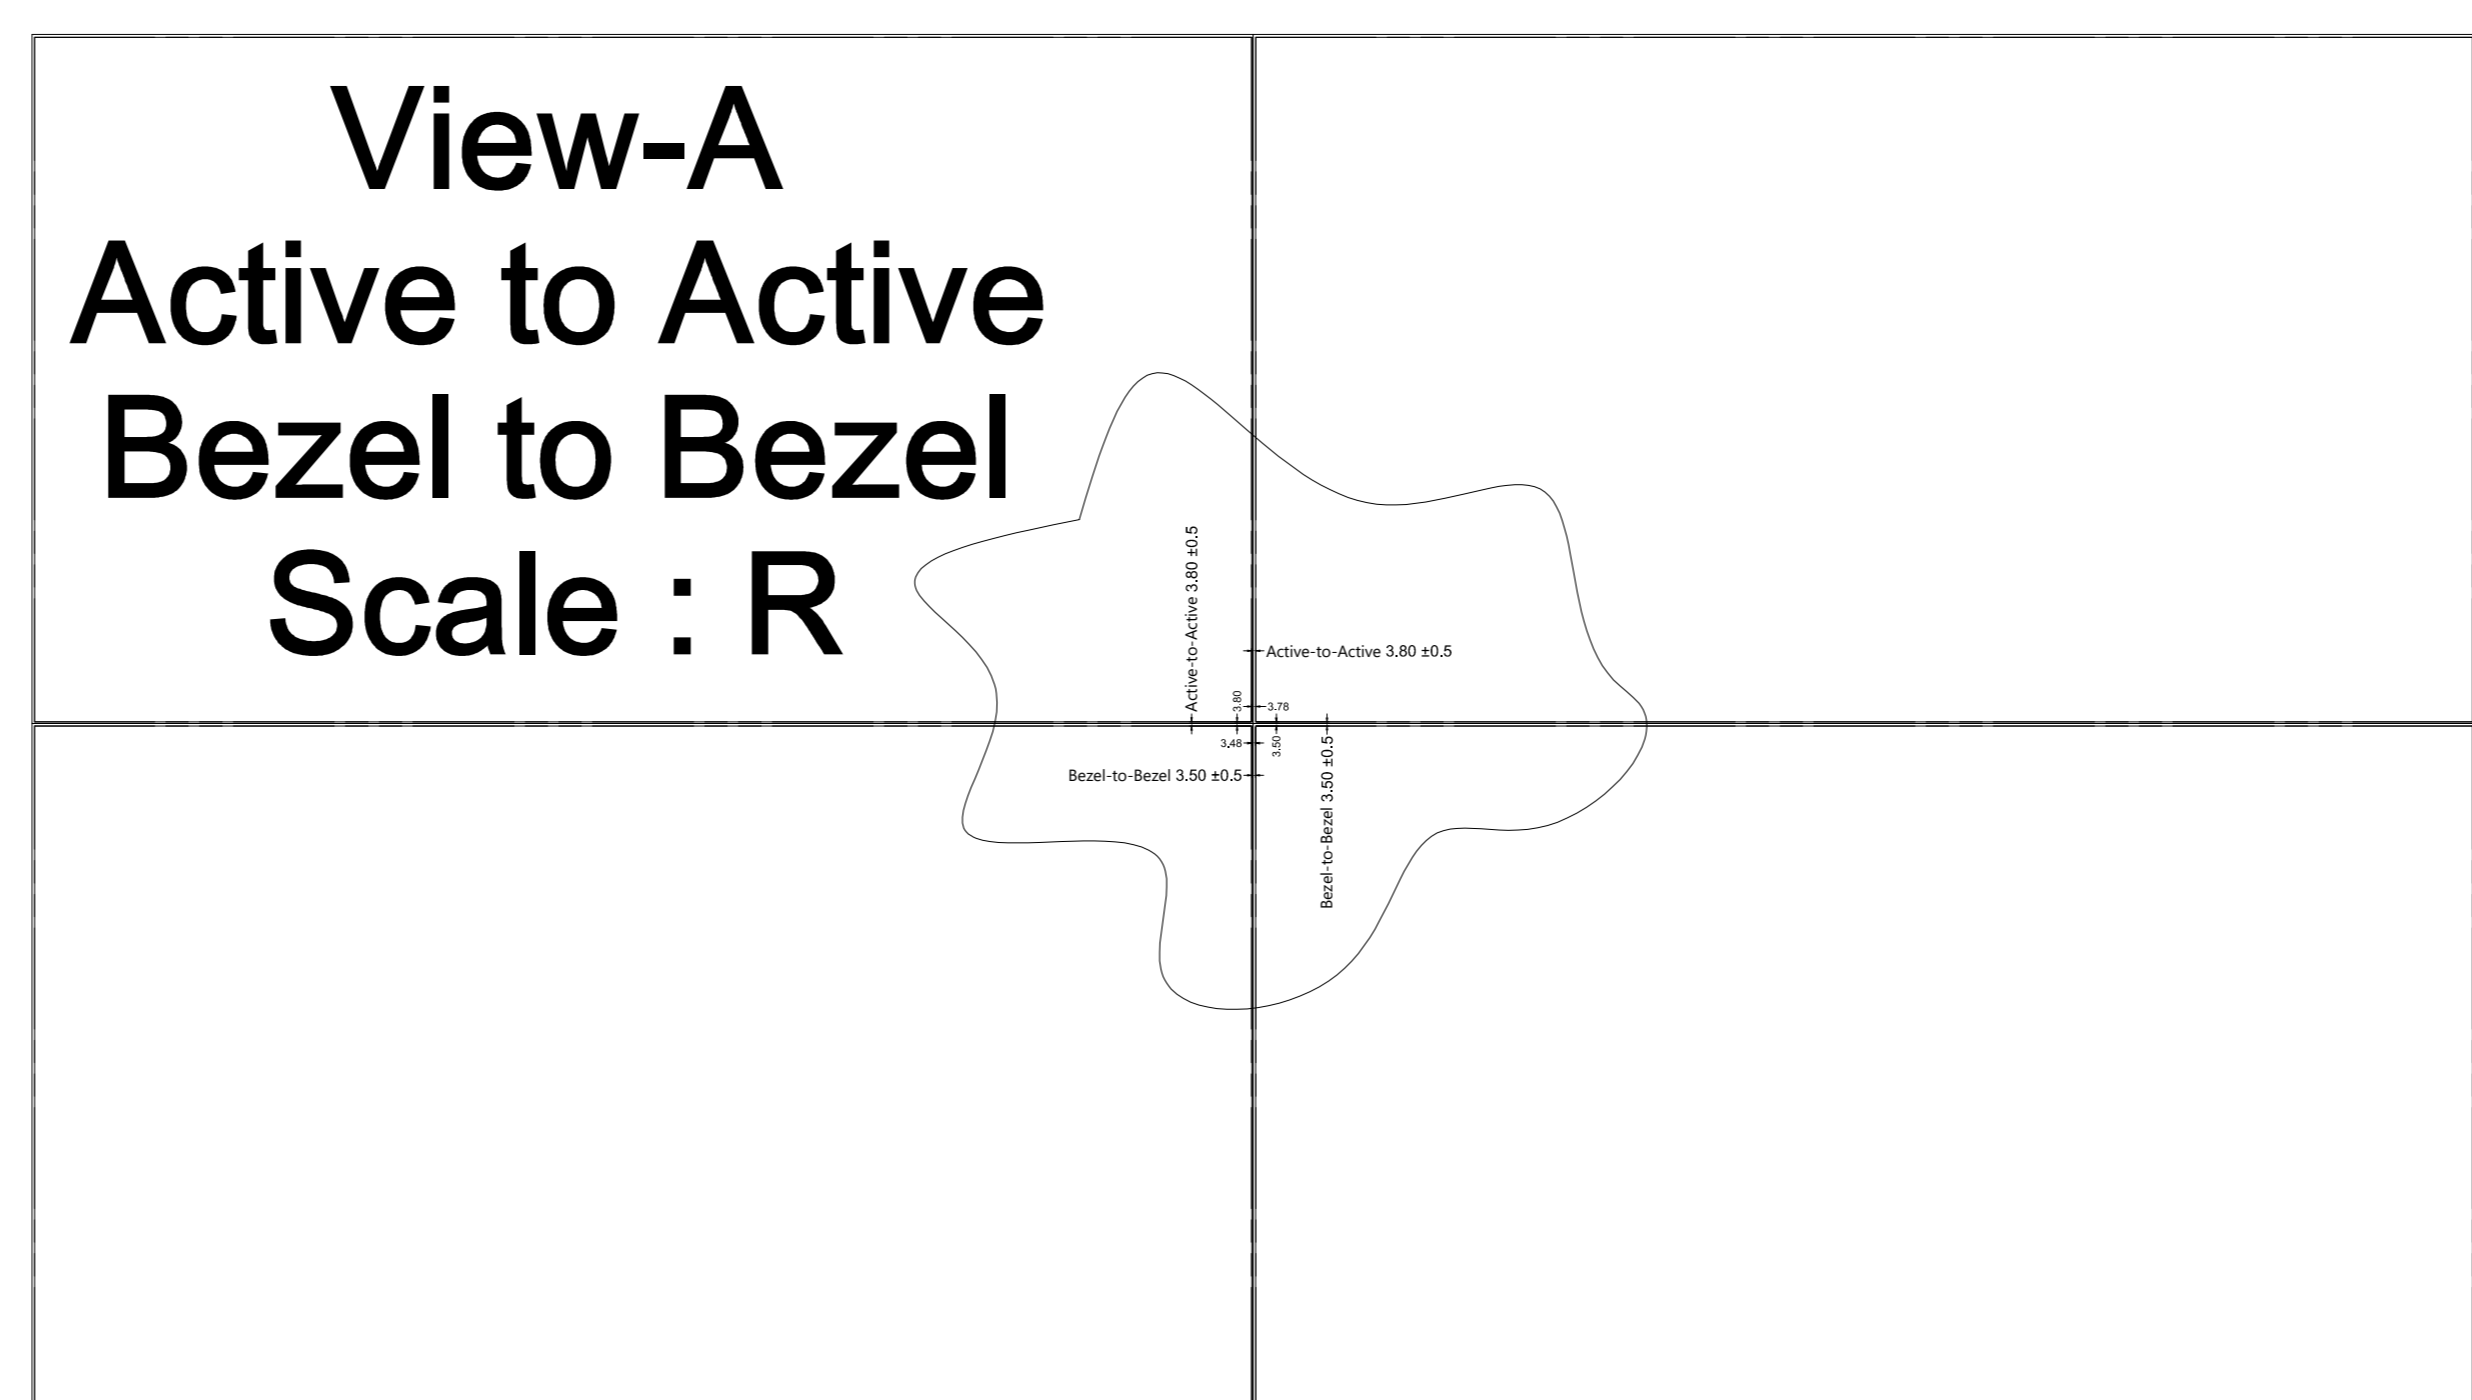 View-A
Active to Active
Bezel to Bezel
Scale : R
Active-to-Active 3.80 ±0.5
Active-to-Active 3.80 ±0.5
3.80
3.78
3.48
3.50
Bezel-to-Bezel 3.50 ±0.5
Bezel-to-Bezel 3.50 ±0.5